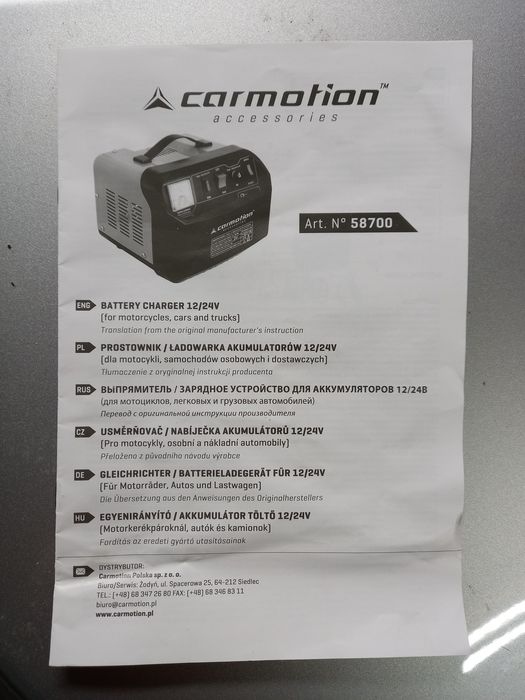 carmotion™
accessories
carmotion
Art. N° 58700
ENG BATTERY CHARGER 12/24V
(for motorcycles, cars and trucks)
Translation from the original manufacturer's instruction
PL PROSTOWNIK / ŁADOWARKA AKUMULATORÓW 12/24V
(dla motocykli, samochodów osobowych i dostawczych)
Tłumaczenie z oryginalnej instrukcji producenta
RUS ВЫПРЯМИТЕЛЬ / ЗАРЯДНОЕ УСТРОЙСТВО ДЛЯ АККУМУЛЯТОРОВ 12/24В
(для мотоциклов, легковых и грузовых автомобилей)
Перевод с оригинальной инструкции производителя
CZ USMĚRŇOVAČ / NABÍJEČKA AKUMULÁTORŮ 12/24V
(Pro motocykly, osobní a nákladní automobily)
Přeloženo z původního návodu výrobce
DE GLEICHRICHTER / BATTERIELADEGERÄT FÜR 12/24V
(Für Motorräder, Autos und Lastwagen)
Die Übersetzung aus den Anweisungen des Originalherstellers
HU EGYENIRÁNYÍTÓ / AKKUMULÁTOR TÖLTŐ 12/24V
(Motorkerékpároknál, autók és kamionok)
Fordítás az eredeti gyártó utasításainak
DYSTRYBUTOR:
Carmotion Polska sp. z o. o.
Biuro/Serwis: Żodyń, ul. Spacerowa 25, 64-212 Siedlec
TEL.: (+48) 68 347 26 80 FAX: (+48) 68 346 83 11
biuro@carmotion.pl
www.carmotion.pl